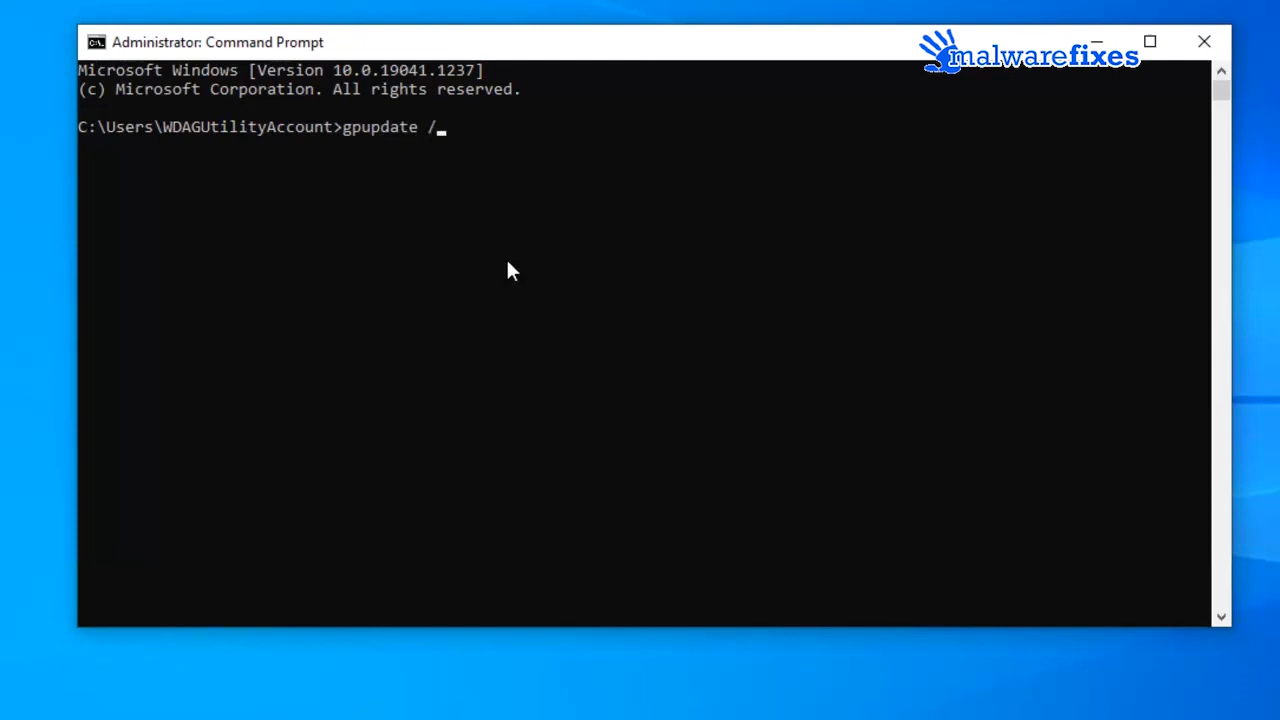 Administrator: Command Prompt
malwarefixes
Microsoft Windows [Version 10.0.19041.1237]
(c) Microsoft Corporation. All rights reserved.
C:\Users\WDAGUtilityAccount>gpupdate /_